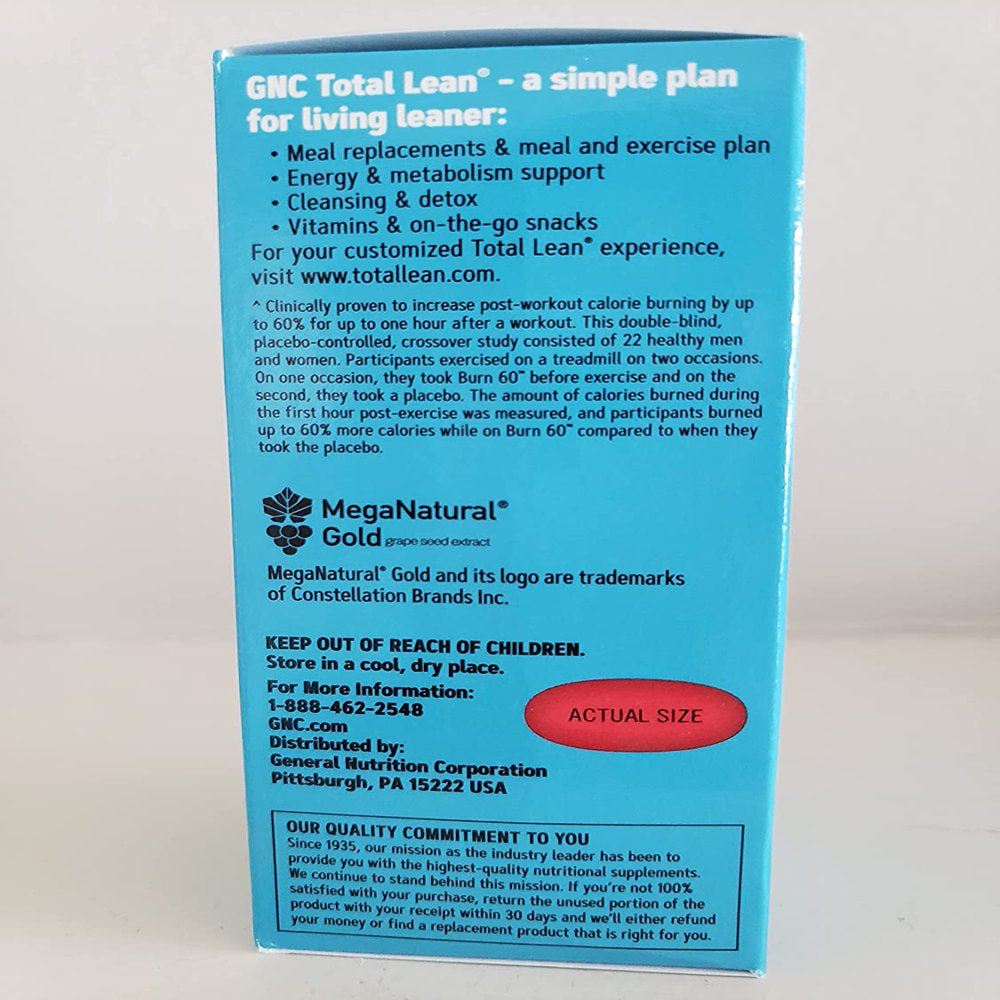 GNC Total Lean® - a simple plan
for living leaner:
• Meal replacements & meal and exercise plan
• Energy & metabolism support
• Cleansing & detox
• Vitamins & on-the-go snacks
For your customized Total Lean® experience,
visit www.totallean.com.
^ Clinically proven to increase post-workout calorie burning by up
to 60% for up to one hour after a workout. This double-blind,
placebo-controlled, crossover study consisted of 22 healthy men
and women. Participants exercised on a treadmill on two occasions.
On one occasion, they took Burn 60™ before exercise and on the
second, they took a placebo. The amount of calories burned during
the first hour post-exercise was measured, and participants burned
up to 60% more calories while on Burn 60™ compared to when they
took the placebo.
MegaNatural®
Gold grape seed extract
MegaNatural® Gold and its logo are trademarks
of Constellation Brands Inc.
KEEP OUT OF REACH OF CHILDREN.
Store in a cool, dry place.
For More Information:
1-888-462-2548
GNC.com
Distributed by:
General Nutrition Corporation
Pittsburgh, PA 15222 USA
ACTUAL SIZE
OUR QUALITY COMMITMENT TO YOU
Since 1935, our mission as the industry leader has been to
provide you with the highest-quality nutritional supplements.
We continue to stand behind this mission. If you're not 100%
satisfied with your purchase, return the unused portion of the
product with your receipt within 30 days and we'll either refund
your money or find a replacement product that is right for you.